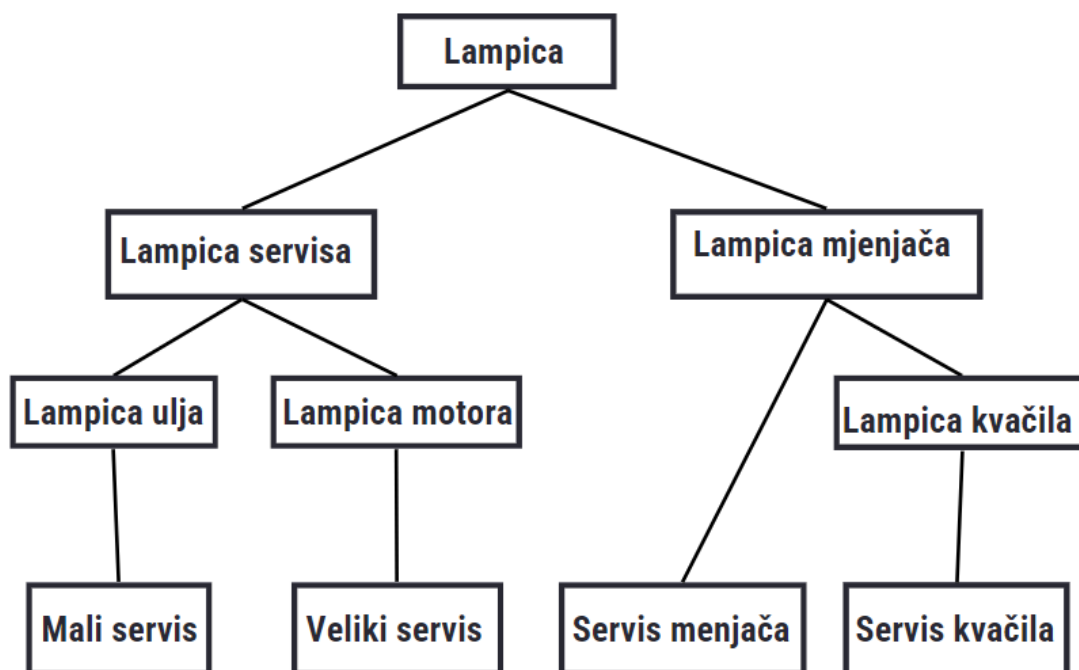 Lampica
Lampica servisa
Lampica mjenjača
Lampica ulja
Lampica motora
Lampica kvačila
Mali servis
Veliki servis
Servis menjača
Servis kvačila